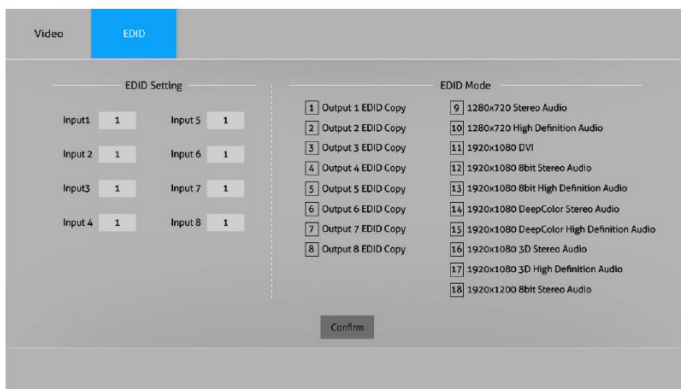 Video EDID
EDID Setting
Input1 1 Input 5 1
Input 2 1 Input 6 1
Input3 1 Input 7 1
Input 4 1 Input 8 1
EDID Mode
1 Output 1 EDID Copy
2 Output 2 EDID Copy
3 Output 3 EDID Copy
4 Output 4 EDID Copy
5 Output 5 EDID Copy
6 Output 6 EDID Copy
7 Output 7 EDID Copy
8 Output 8 EDID Copy
9 1280x720 Stereo Audio
10 1280x720 High Definition Audio
11 1920x1080 DVI
12 1920x1080 8bit Stereo Audio
13 1920x1080 8bit High Definition Audio
14 1920x1080 DeepColor Stereo Audio
15 1920x1080 DeepColor High Definition Audio
16 1920x1080 3D Stereo Audio
17 1920x1080 3D High Definition Audio
18 1920x1200 8bit Stereo Audio
Confirm